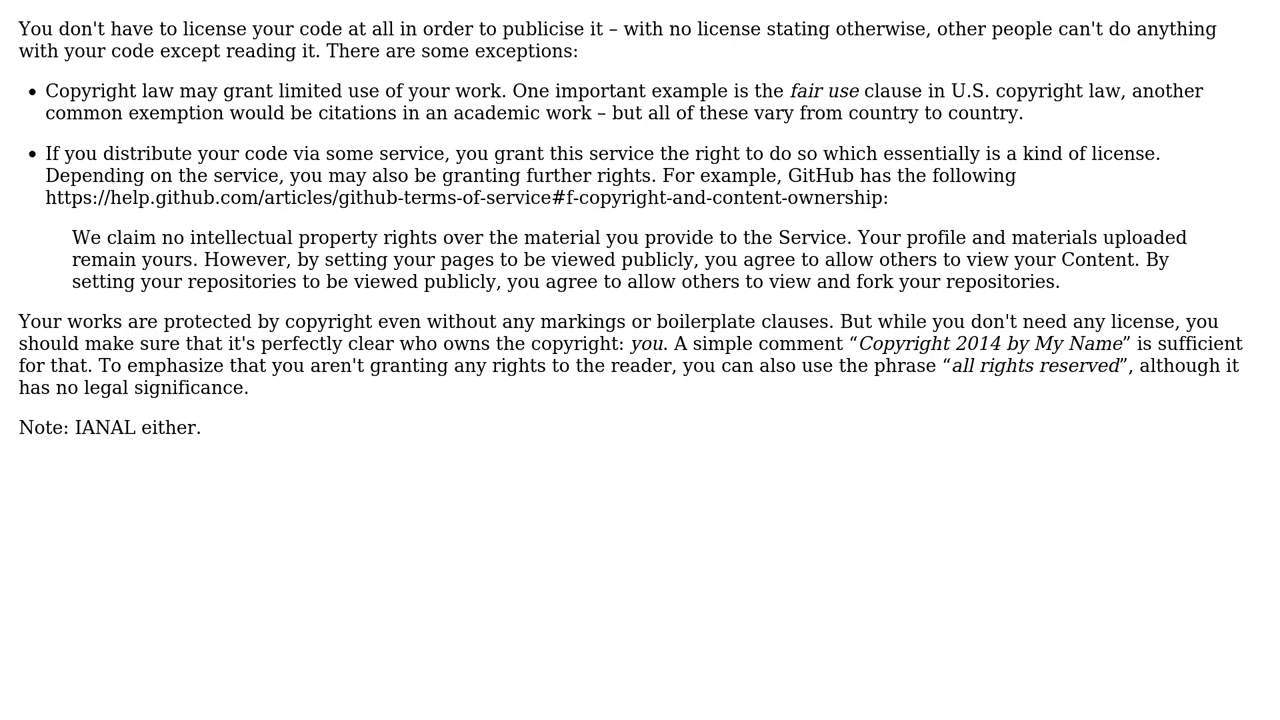 You don't have to license your code at all in order to publicise it – with no license stating otherwise, other people can't do anything
with your code except reading it. There are some exceptions:
• Copyright law may grant limited use of your work. One important example is the fair use clause in U.S. copyright law, another
common exemption would be citations in an academic work – but all of these vary from country to country.
• If you distribute your code via some service, you grant this service the right to do so which essentially is a kind of license.
Depending on the service, you may also be granting further rights. For example, GitHub has the following
https://help.github.com/articles/github-terms-of-service#f-copyright-and-content-ownership:
We claim no intellectual property rights over the material you provide to the Service. Your profile and materials uploaded
remain yours. However, by setting your pages to be viewed publicly, you agree to allow others to view your Content. By
setting your repositories to be viewed publicly, you agree to allow others to view and fork your repositories.
Your works are protected by copyright even without any markings or boilerplate clauses. But while you don't need any license, you
should make sure that it's perfectly clear who owns the copyright: you. A simple comment “Copyright 2014 by My Name” is sufficient
for that. To emphasize that you aren't granting any rights to the reader, you can also use the phrase “all rights reserved”, although it
has no legal significance.
Note: IANAL either.